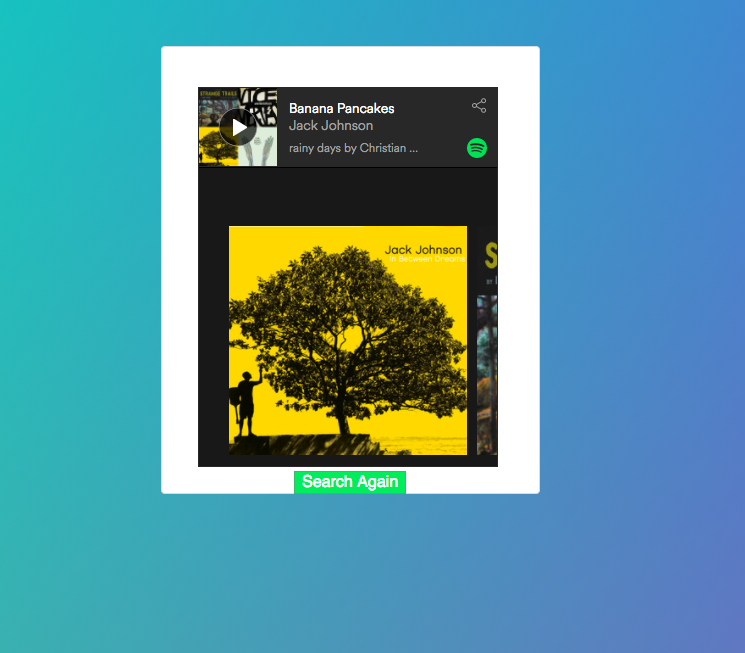 STRANGE TRAILS
Banana Pancakes
Jack Johnson
rainy days by Christian ...
Jack Johnson
In Between Dreams
S
Search Again